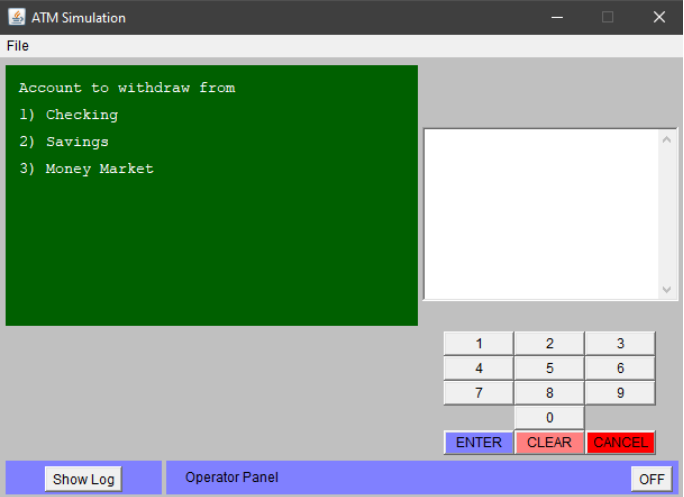 ATM Simulation
File
Account to withdraw from
1) Checking
2) Savings
3) Money Market
1 2 3
4 5 6
7 8 9
0
ENTER CLEAR CANCEL
Show Log Operator Panel OFF